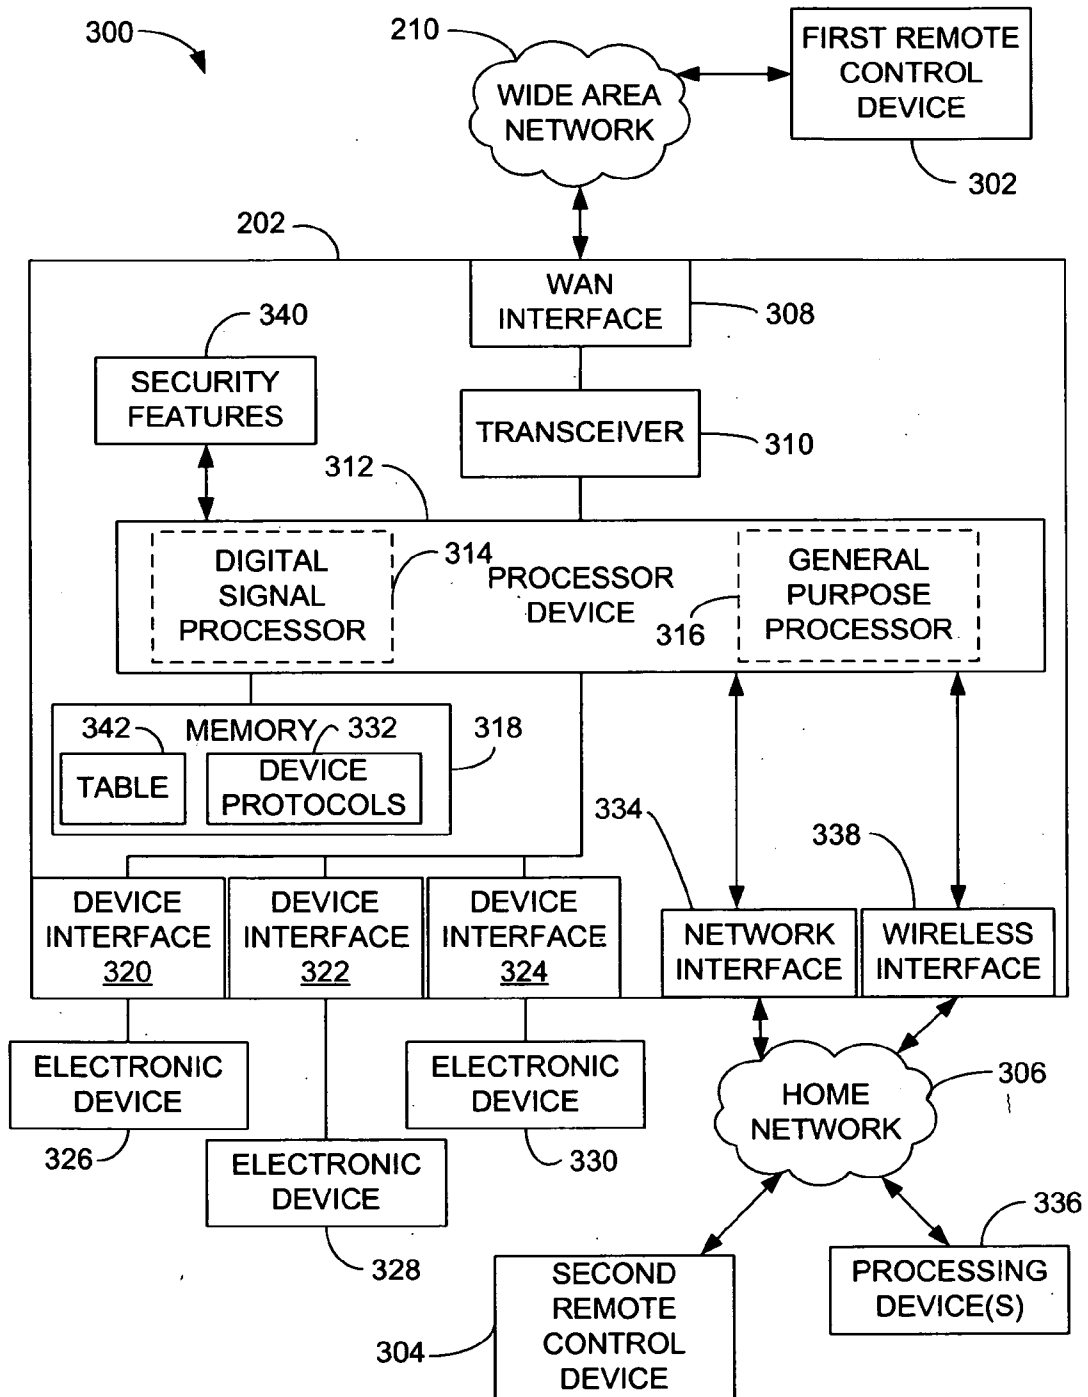 300
210
WIDE AREA
NETWORK
FIRST REMOTE
CONTROL
DEVICE
302
202
WAN
INTERFACE
308
340
SECURITY
FEATURES
TRANSCEIVER
310
312
DIGITAL
SIGNAL
PROCESSOR
314
PROCESSOR
DEVICE
316
GENERAL
PURPOSE
PROCESSOR
MEMORY
342
332
318
TABLE
DEVICE
PROTOCOLS
334
338
DEVICE
INTERFACE
320
DEVICE
INTERFACE
322
DEVICE
INTERFACE
324
NETWORK
INTERFACE
WIRELESS
INTERFACE
ELECTRONIC
DEVICE
326
ELECTRONIC
DEVICE
328
ELECTRONIC
DEVICE
330
HOME
NETWORK
306
336
PROCESSING
DEVICE(S)
SECOND
REMOTE
CONTROL
DEVICE
304